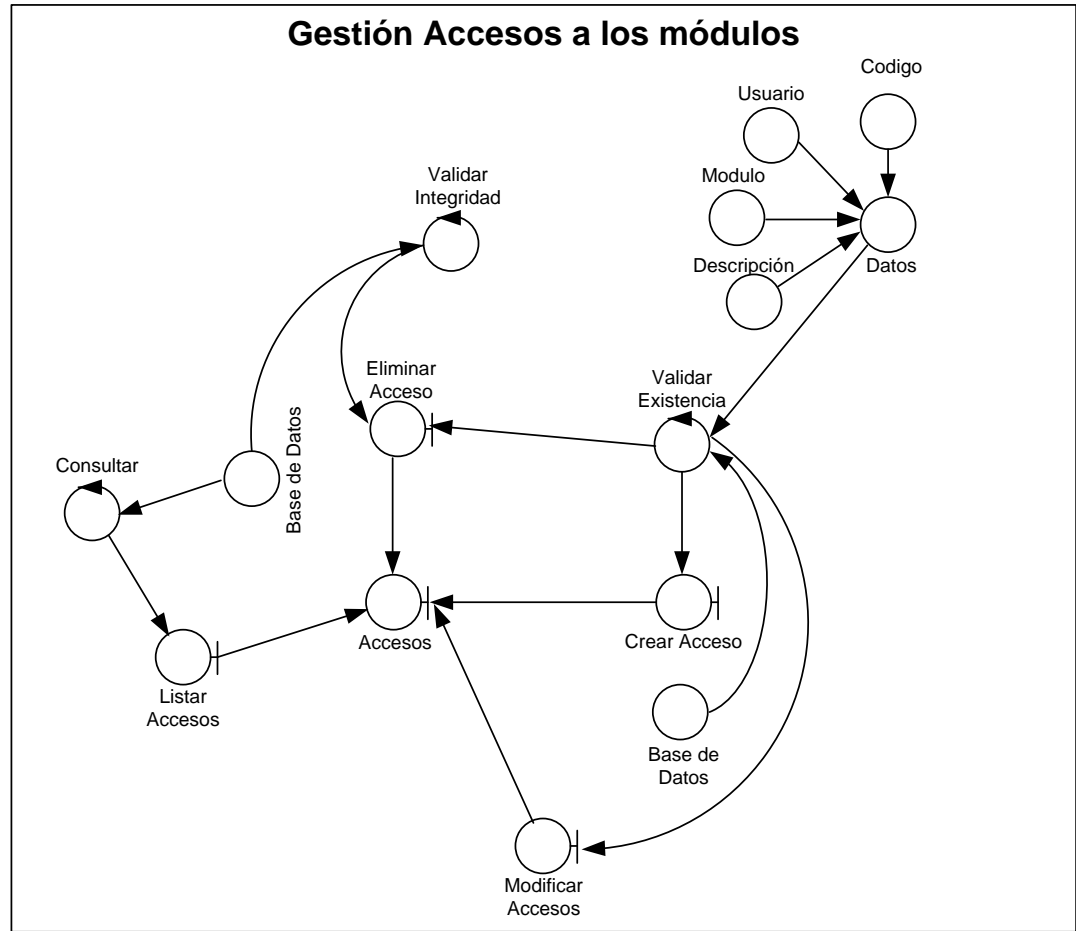 Gestión Accesos a los módulos
Codigo
Usuario
Validar
Integridad
Modulo
Descripción
Datos
Eliminar
Acceso
Validar
Existencia
Consultar
Base de Datos
Accesos
Crear Acceso
Listar
Accesos
Base de
Datos
Modificar
Accesos